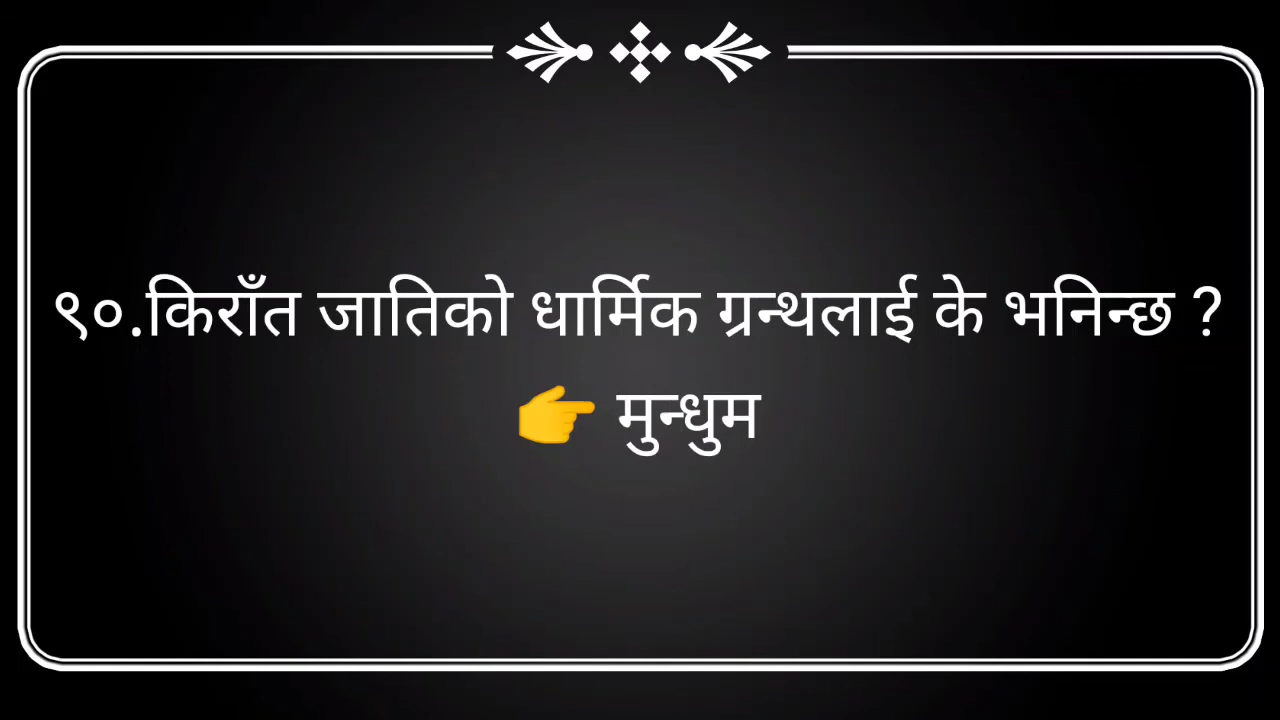 ९०.किराँत जातिको धार्मिक ग्रन्थलाई के भनिन्छ ?
👉 मुन्धुम